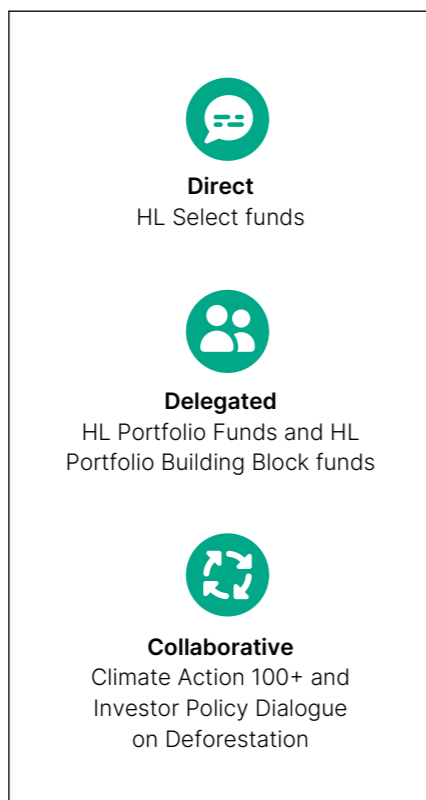 Direct
HL Select funds
Delegated
HL Portfolio Funds and HL
Portfolio Building Block funds
Collaborative
Climate Action 100+ and
Investor Policy Dialogue
on Deforestation